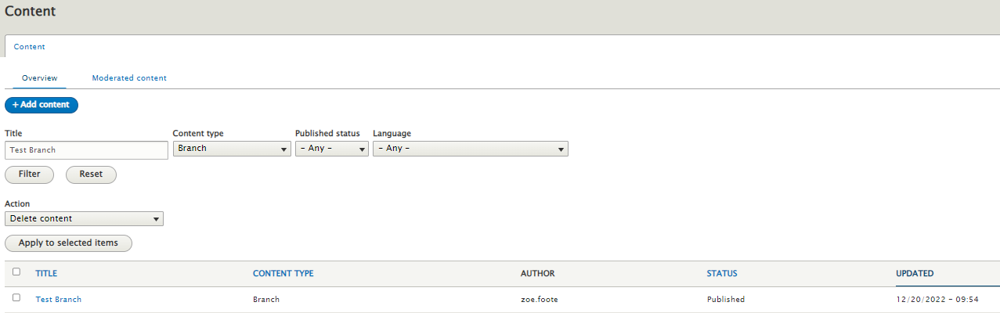 Content
Content
Overview Moderated content
+ Add content
Title Content type Published status Language
Test Branch Branch - Any - - Any -
Filter Reset
Action
Delete content
Apply to selected items
TITLE CONTENT TYPE AUTHOR STATUS UPDATED
Test Branch Branch zoe.foote Published 12/20/2022 - 09:54